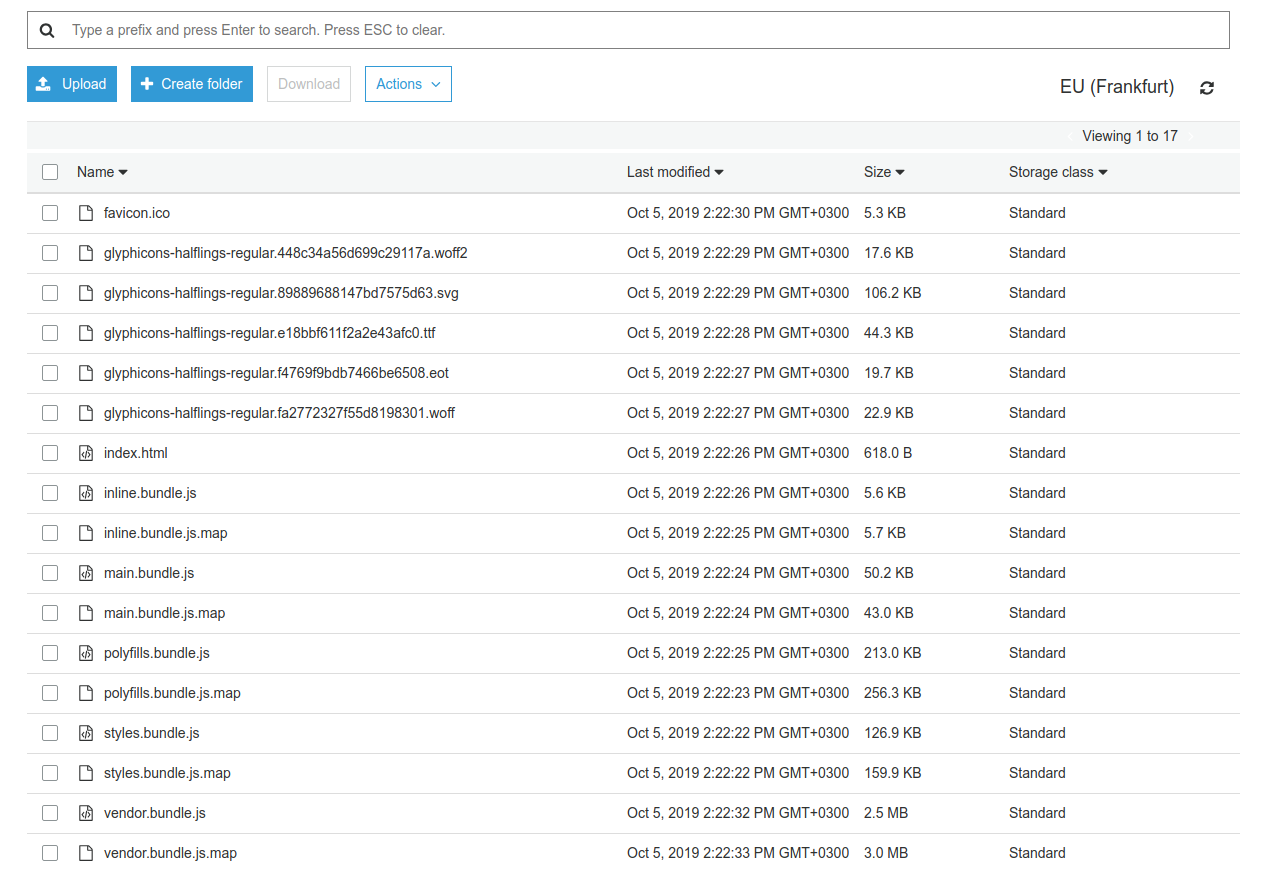 Type a prefix and press Enter to search. Press ESC to clear.
Upload Create folder Download Actions EU (Frankfurt)
Viewing 1 to 17
Name Last modified Size Storage class
favicon.ico Oct 5, 2019 2:22:30 PM GMT+0300 5.3 KB Standard
glyphicons-halflings-regular.448c34a56d699c29117a.woff2 Oct 5, 2019 2:22:29 PM GMT+0300 17.6 KB Standard
glyphicons-halflings-regular.89889688147bd7575d63.svg Oct 5, 2019 2:22:29 PM GMT+0300 106.2 KB Standard
glyphicons-halflings-regular.e18bbf611f2a2e43afc0.ttf Oct 5, 2019 2:22:28 PM GMT+0300 44.3 KB Standard
glyphicons-halflings-regular.f4769f9bdb7466be6508.eot Oct 5, 2019 2:22:27 PM GMT+0300 19.7 KB Standard
glyphicons-halflings-regular.fa2772327f55d8198301.woff Oct 5, 2019 2:22:27 PM GMT+0300 22.9 KB Standard
index.html Oct 5, 2019 2:22:26 PM GMT+0300 618.0 B Standard
inline.bundle.js Oct 5, 2019 2:22:26 PM GMT+0300 5.6 KB Standard
inline.bundle.js.map Oct 5, 2019 2:22:25 PM GMT+0300 5.7 KB Standard
main.bundle.js Oct 5, 2019 2:22:24 PM GMT+0300 50.2 KB Standard
main.bundle.js.map Oct 5, 2019 2:22:24 PM GMT+0300 43.0 KB Standard
polyfills.bundle.js Oct 5, 2019 2:22:25 PM GMT+0300 213.0 KB Standard
polyfills.bundle.js.map Oct 5, 2019 2:22:23 PM GMT+0300 256.3 KB Standard
styles.bundle.js Oct 5, 2019 2:22:22 PM GMT+0300 126.9 KB Standard
styles.bundle.js.map Oct 5, 2019 2:22:22 PM GMT+0300 159.9 KB Standard
vendor.bundle.js Oct 5, 2019 2:22:32 PM GMT+0300 2.5 MB Standard
vendor.bundle.js.map Oct 5, 2019 2:22:33 PM GMT+0300 3.0 MB Standard